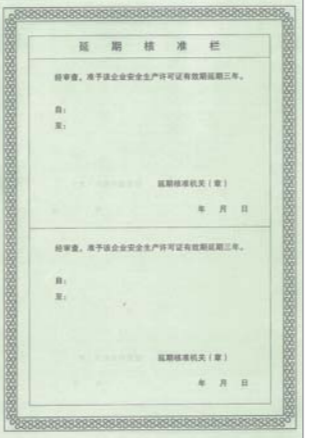 延期核准栏
经审查，准予该企业安全生产许可证有效期延期三年。
自：
至：
延期核准机关（章）
年 月 日
经审查，准予该企业安全生产许可证有效期延期三年。
自：
至：
延期核准机关（章）
年 月 日